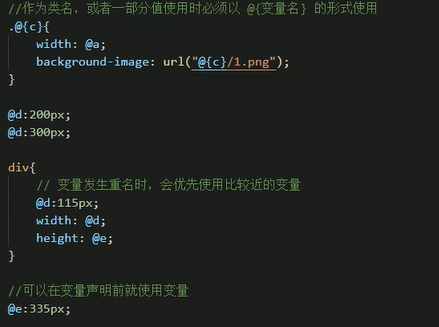 //作为类名，或者一部分值使用时必须以 @{变量名} 的形式使用
.@{c}{
    width: @a;
    background-image: url("@{c}/1.png");
}
@d:200px;
@d:300px;
div{
    // 变量发生重名时，会优先使用比较近的变量
    @d:115px;
    width: @d;
    height: @e;
}
//可以在变量声明前就使用变量
@e:335px;